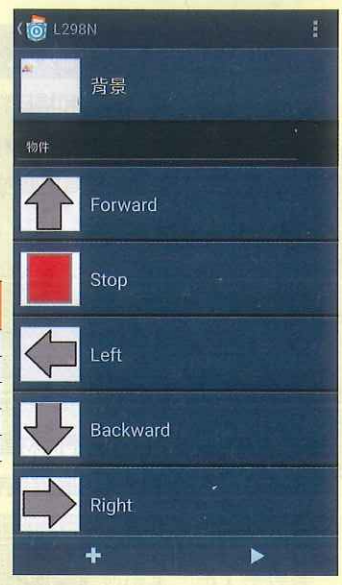 L298N
背景
物件
Forward
Stop
Left
Backward
Right